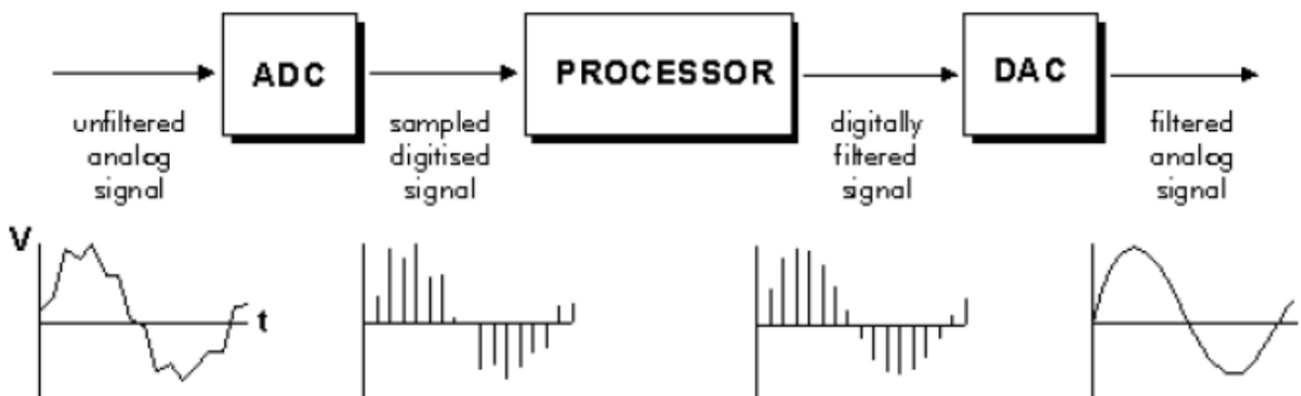 ADC
PROCESSOR
DAC
unfiltered
analog
signal
sampled
digitised
signal
digitally
filtered
signal
filtered
analog
signal
V
t